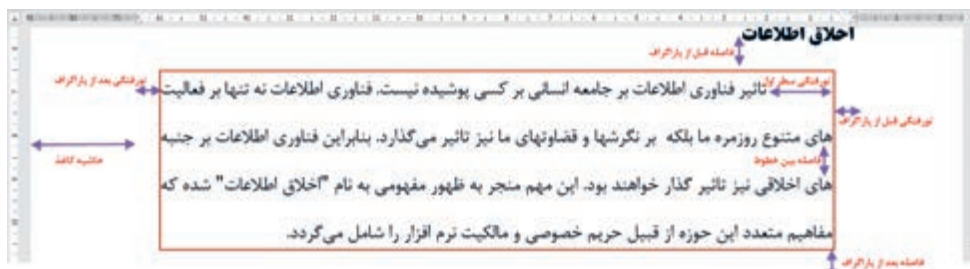 اخلاق اطلاعات
فاصله قبل از پاراگراف
تورفتگی سطر اول
تورفتگی بعد از پاراگراف
تاثیر فناوری اطلاعات بر جامعه انسانی بر کسی پوشیده نیست. فناوری اطلاعات نه تنها بر فعالیت
تورفتگی قبل از پاراگراف
های متنوع روزمره ما بلکه بر نگرشها و قضاوتهای ما نیز تاثیر می‌گذارد. بنابراین فناوری اطلاعات بر جنبه
فاصله بین خطوط
حاشیه کاغذ
های اخلاقی نیز تاثیر گذار خواهند بود. این مهم منجر به ظهور مفهومی به نام "اخلاق اطلاعات" شده که
مفاهیم متعدد این حوزه از قبیل حریم خصوصی و مالکیت نرم افزار را شامل می‌گردد.
فاصله بعد از پاراگراف